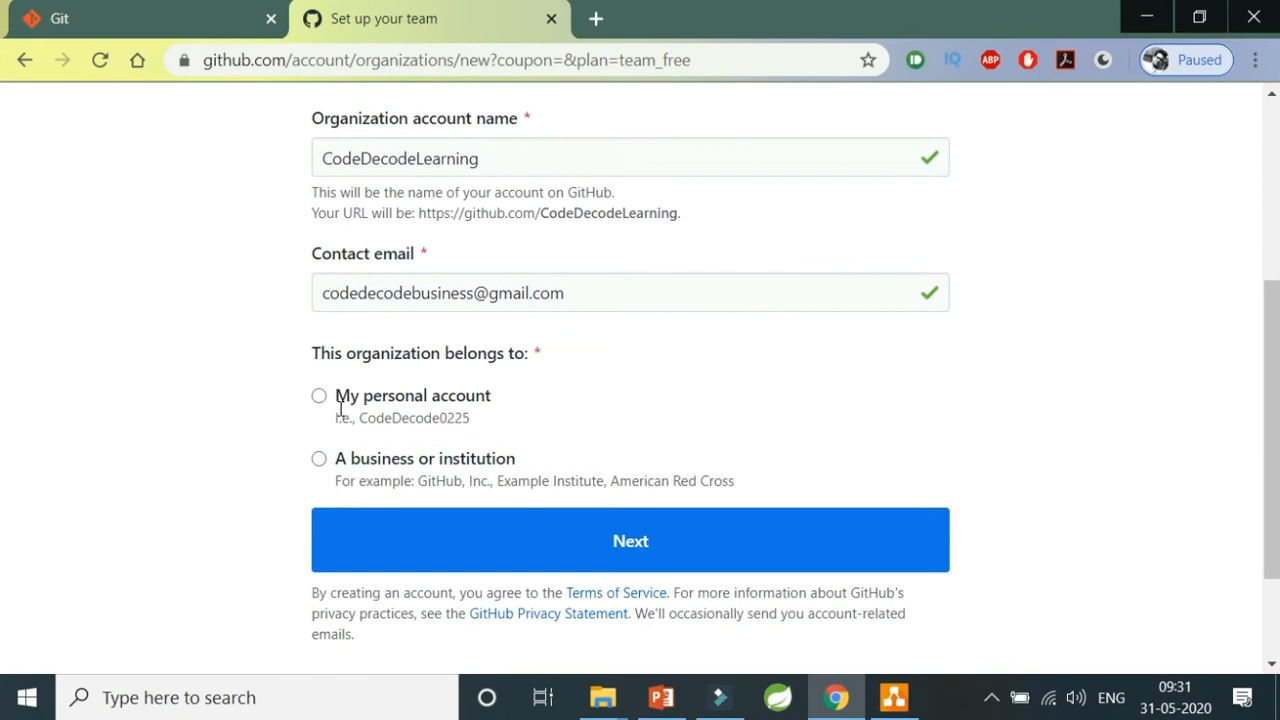 Git
Set up your team
github.com/account/organizations/new?coupon=&plan=team_free
IQ
ABP
Paused
Organization account name *
CodeDecodeLearning
This will be the name of your account on GitHub.
Your URL will be: https://github.com/CodeDecodeLearning.
Contact email *
codedecodebusiness@gmail.com
This organization belongs to: *
My personal account
I.e., CodeDecode0225
A business or institution
For example: GitHub, Inc., Example Institute, American Red Cross
Next
By creating an account, you agree to the Terms of Service. For more information about GitHub's
privacy practices, see the GitHub Privacy Statement. We'll occasionally send you account-related
emails.
Type here to search
ENG
09:31
31-05-2020